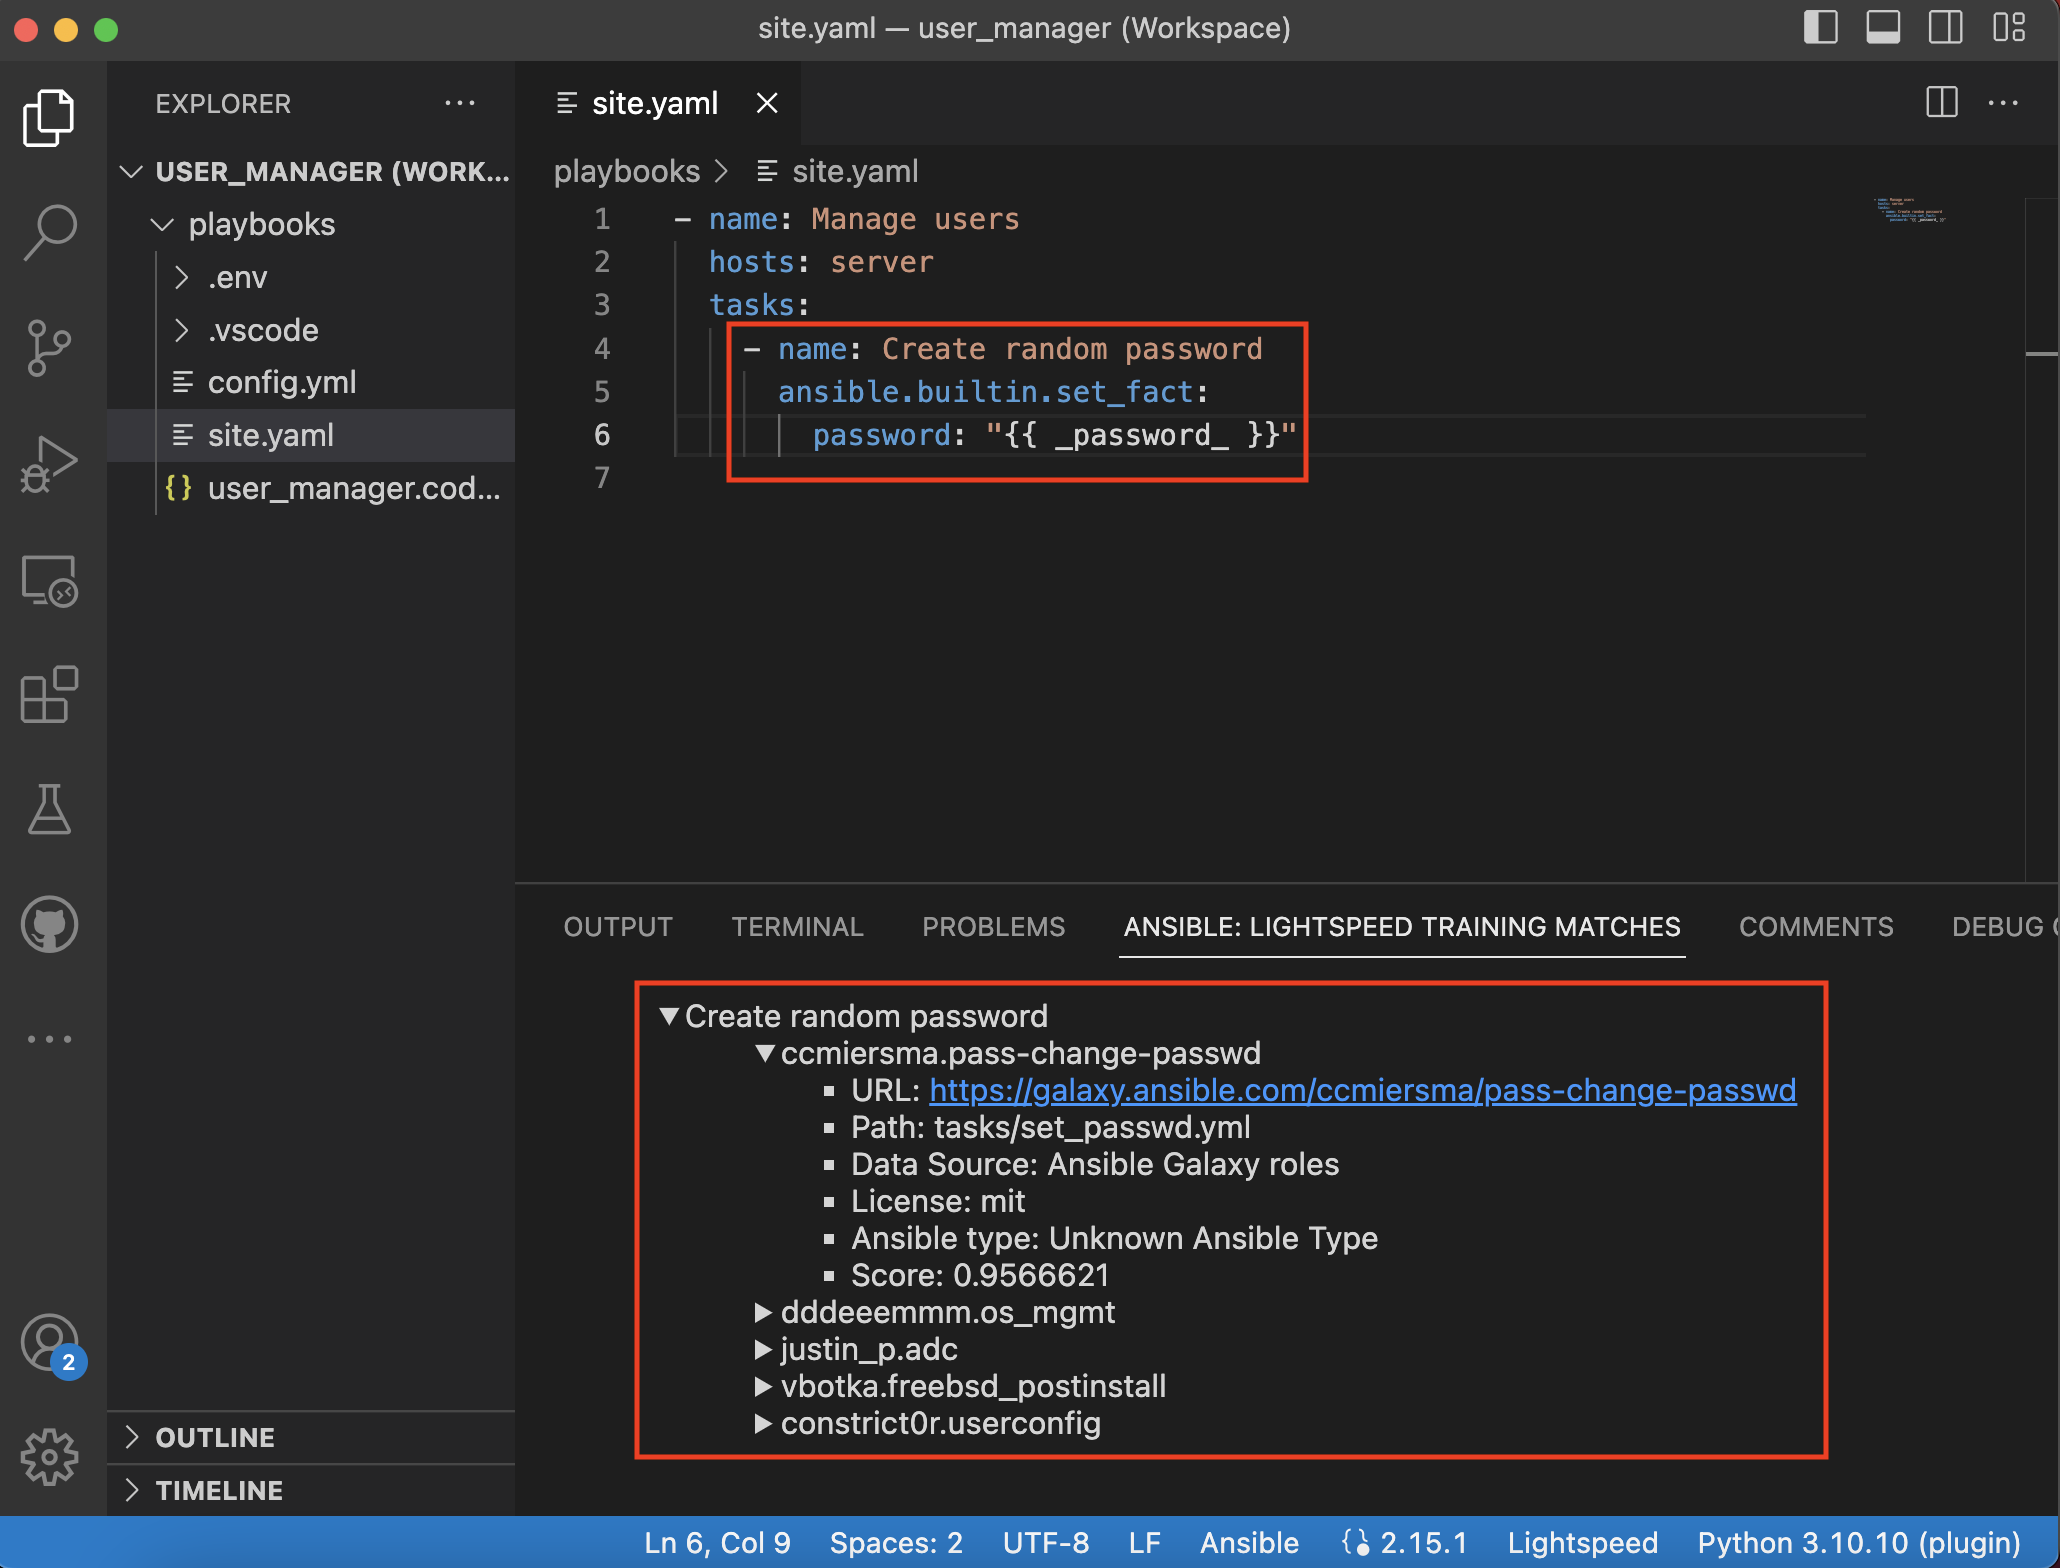 site.yaml — user_manager (Workspace)
EXPLORER
USER_MANAGER (WORK...
playbooks
.env
.vscode
config.yml
site.yaml
{} user_manager.cod...
OUTLINE
TIMELINE
2
site.yaml
playbooks > site.yaml
1 - name: Manage users
2 hosts: server
3 tasks:
4 - name: Create random password
5 ansible.builtin.set_fact:
6 password: "{{ _password_ }}"
7
OUTPUT TERMINAL PROBLEMS ANSIBLE: LIGHTSPEED TRAINING MATCHES COMMENTS DEBUG
▼Create random password
▼ccmiersma.pass-change-passwd
▪ URL: https://galaxy.ansible.com/ccmiersma/pass-change-passwd
▪ Path: tasks/set_passwd.yml
▪ Data Source: Ansible Galaxy roles
▪ License: mit
▪ Ansible type: Unknown Ansible Type
▪ Score: 0.9566621
▶dddeeemmm.os_mgmt
▶justin_p.adc
▶vbotka.freebsd_postinstall
▶constrict0r.userconfig
Ln 6, Col 9 Spaces: 2 UTF-8 LF Ansible 2.15.1 Lightspeed Python 3.10.10 (plugin)